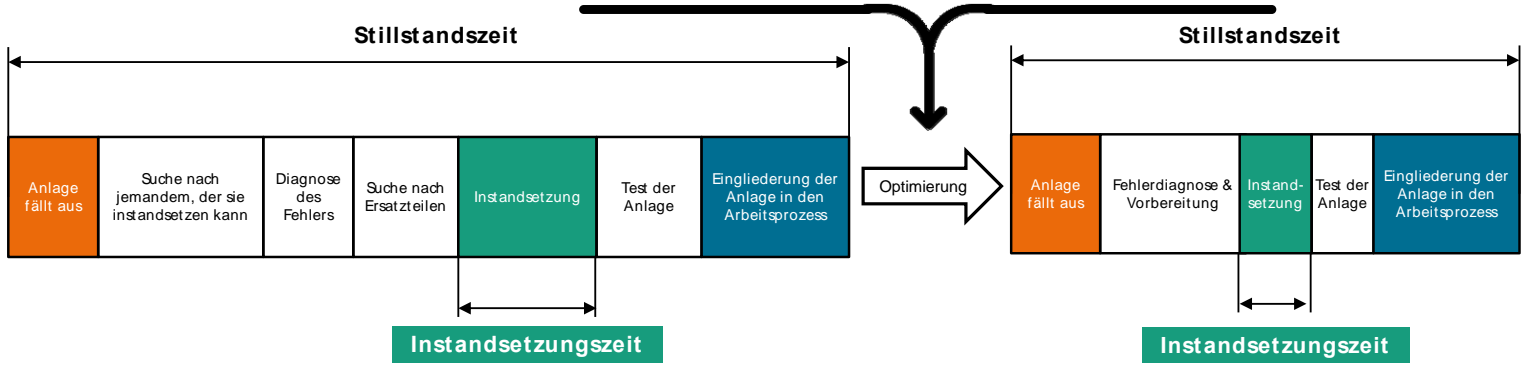 Stillstandszeit
Anlage
fällt aus
Suche nach
jemandem, der sie
instandsetzen kann
Diagnose
des
Fehlers
Suche nach
Ersatzteilen
Instandsetzung
Test der
Anlage
Eingliederung der
Anlage in den
Arbeitsprozess
Instandsetzungszeit
Optimierung
Stillstandszeit
Anlage
fällt aus
Fehlerdiagnose &
Vorbereitung
Instand-
setzung
Test der
Anlage
Eingliederung der
Anlage in den
Arbeitsprozess
Instandsetzungszeit